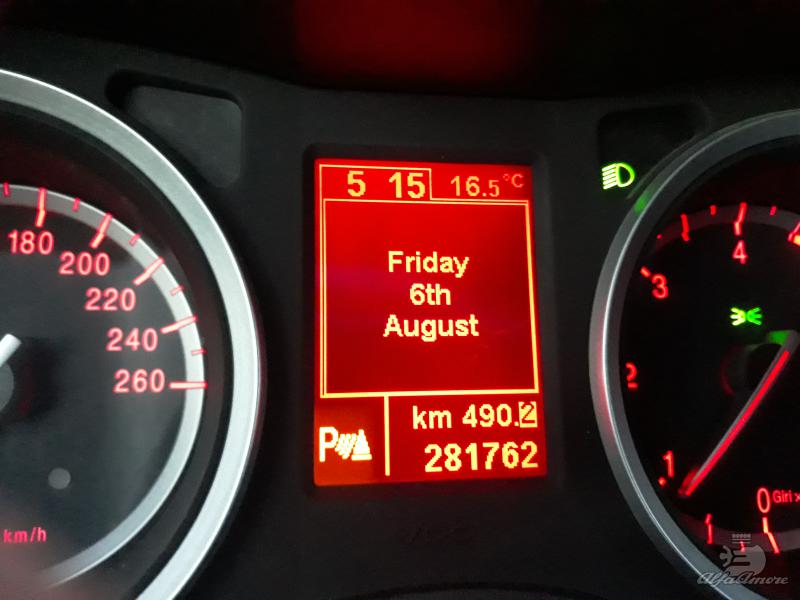 5 15 16.5°C
Friday
6th
August
km 490.2
281762
P
180
200
220
240
260
km/h
4
3
2
1
0 Giri x
1
AlfaAmore